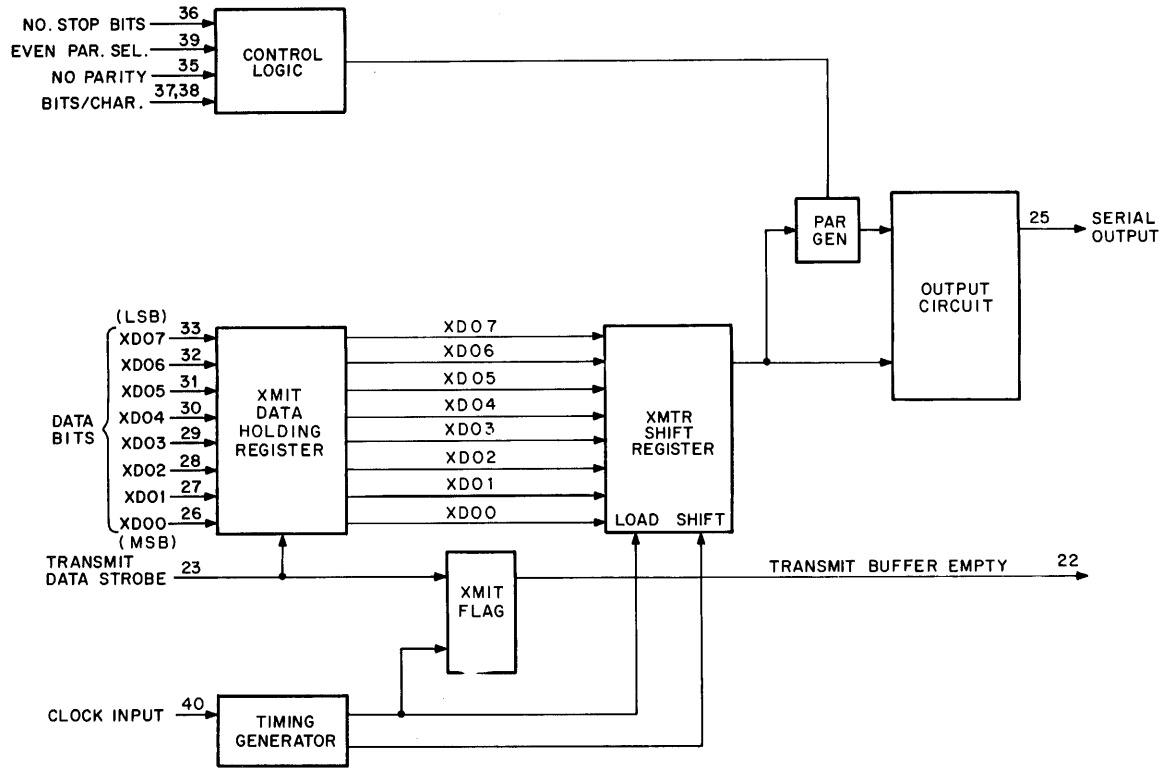 NO. STOP BITS 36
EVEN PAR. SEL. 39
NO PARITY 35
BITS/CHAR. 37,38
CONTROL
LOGIC
PAR
GEN
OUTPUT
CIRCUIT
25
SERIAL
OUTPUT
DATA
BITS
(LSB)
XD07 33
XD06 32
XD05 31
XD04 30
XD03 29
XD02 28
XD01 27
XD00 26
(MSB)
XMIT
DATA
HOLDING
REGISTER
XD07
XD06
XD05
XD04
XD03
XD02
XD01
XD00
XMTR
SHIFT
REGISTER
LOAD SHIFT
TRANSMIT
DATA STROBE 23
XMIT
FLAG
TRANSMIT BUFFER EMPTY 22
CLOCK INPUT 40
TIMING
GENERATOR